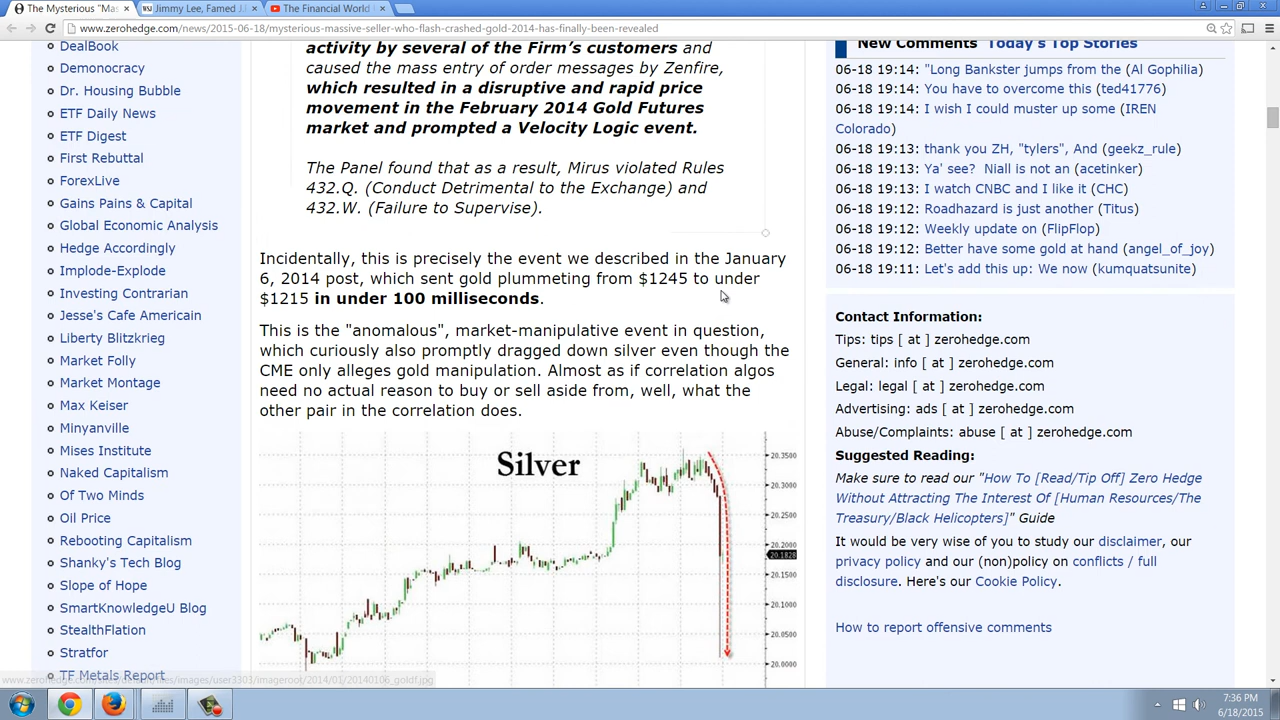 The Mysterious "Mas
Jimmy Lee, Famed J.
The Financial World
www.zerohedge.com/news/2015-06-18/mysterious-massive-seller-who-flash-crashed-gold-2014-has-finally-been-revealed
DealBook
Demonocracy
Dr. Housing Bubble
ETF Daily News
ETF Digest
First Rebuttal
ForexLive
Gains Pains & Capital
Global Economic Analysis
Hedge Accordingly
Implode-Explode
Investing Contrarian
Jesse's Cafe Americain
Liberty Blitzkrieg
Market Folly
Market Montage
Max Keiser
Minyanville
Mises Institute
Naked Capitalism
Of Two Minds
Oil Price
Rebooting Capitalism
Shanky's Tech Blog
Slope of Hope
SmartKnowledgeU Blog
StealthFlation
Stratfor
TF Metals Report
www.zerohedge.com/sites/default/files/images/user3303/imageroot/2014/01/20140106_goldf.jpg
activity by several of the Firm's customers and
caused the mass entry of order messages by Zenfire,
which resulted in a disruptive and rapid price
movement in the February 2014 Gold Futures
market and prompted a Velocity Logic event.
The Panel found that as a result, Mirus violated Rules
432.Q. (Conduct Detrimental to the Exchange) and
432.W. (Failure to Supervise).
Incidentally, this is precisely the event we described in the January
6, 2014 post, which sent gold plummeting from $1245 to under
$1215 in under 100 milliseconds.
This is the "anomalous", market-manipulative event in question,
which curiously also promptly dragged down silver even though the
CME only alleges gold manipulation. Almost as if correlation algos
need no actual reason to buy or sell aside from, well, what the
other pair in the correlation does.
Silver
20.3500
20.3000
20.2500
20.2000
20.1828
20.1500
20.1000
20.0500
20.0000
New Comments Today's Top Stories
06-18 19:14: "Long Bankster jumps from the (Al Gophilia)
06-18 19:14: You have to overcome this (ted41776)
06-18 19:14: I wish I could muster up some (IREN
Colorado)
06-18 19:13: thank you ZH, "tylers", And (geekz_rule)
06-18 19:13: Ya' see? Niall is not an (acetinker)
06-18 19:13: I watch CNBC and I like it (CHC)
06-18 19:12: Roadhazard is just another (Titus)
06-18 19:12: Weekly update on (FlipFlop)
06-18 19:12: Better have some gold at hand (angel_of_joy)
06-18 19:11: Let's add this up: We now (kumquatsunite)
Contact Information:
Tips: tips [ at ] zerohedge.com
General: info [ at ] zerohedge.com
Legal: legal [ at ] zerohedge.com
Advertising: ads [ at ] zerohedge.com
Abuse/Complaints: abuse [ at ] zerohedge.com
Suggested Reading:
Make sure to read our "How To [Read/Tip Off] Zero Hedge
Without Attracting The Interest Of [Human Resources/The
Treasury/Black Helicopters]" Guide
It would be very wise of you to study our disclaimer, our
privacy policy and our (non)policy on conflicts / full
disclosure. Here's our Cookie Policy.
How to report offensive comments
7:36 PM
6/18/2015